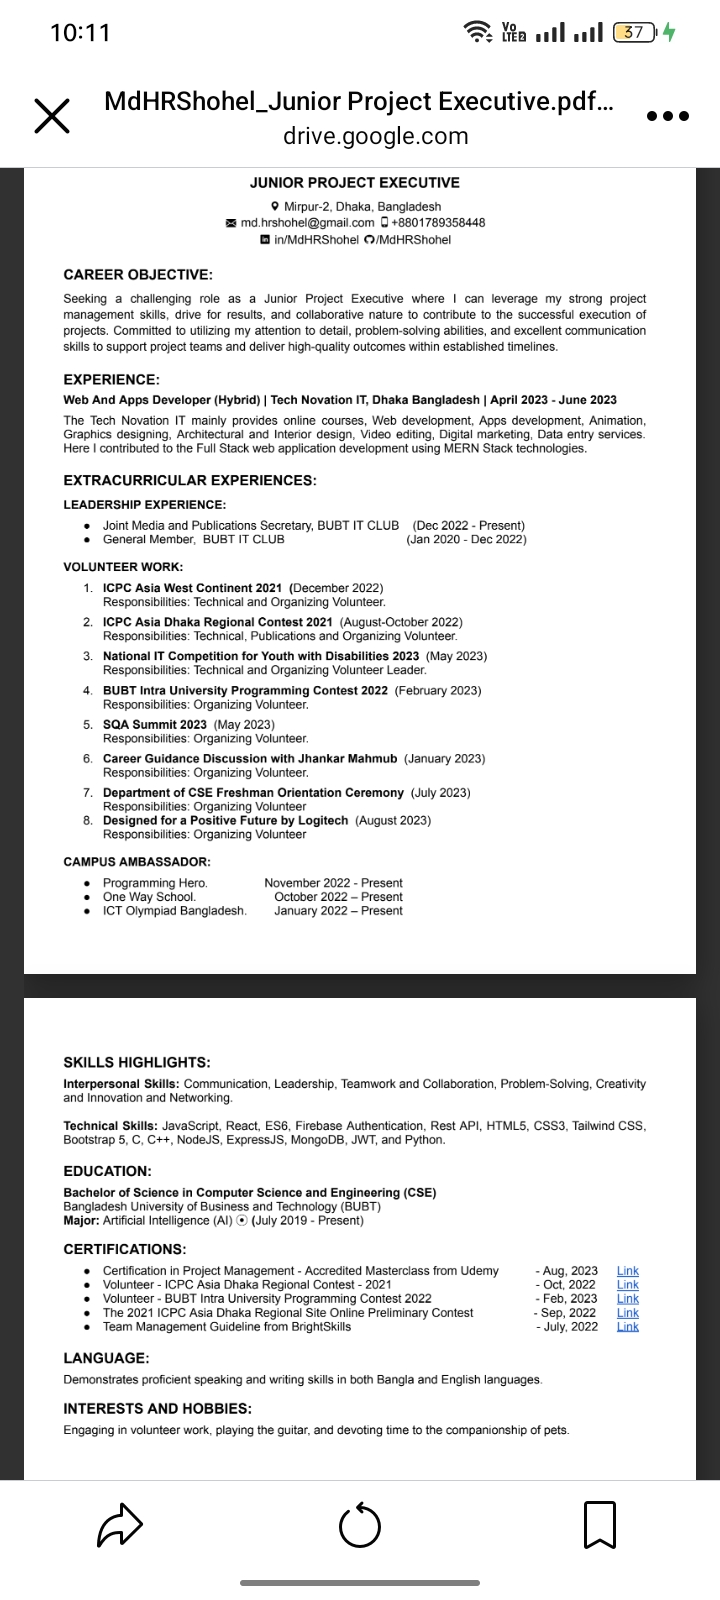 10:11
Vo LTE2 37
MdHRShohel_Junior Project Executive.pdf...
drive.google.com
JUNIOR PROJECT EXECUTIVE
Mirpur-2, Dhaka, Bangladesh
md.hrshohel@gmail.com +8801789358448
in/MdHRShohel /MdHRShohel
CAREER OBJECTIVE:
Seeking a challenging role as a Junior Project Executive where I can leverage my strong project
management skills, drive for results, and collaborative nature to contribute to the successful execution of
projects. Committed to utilizing my attention to detail, problem-solving abilities, and excellent communication
skills to support project teams and deliver high-quality outcomes within established timelines.
EXPERIENCE:
Web And Apps Developer (Hybrid) | Tech Novation IT, Dhaka Bangladesh | April 2023 - June 2023
The Tech Novation IT mainly provides online courses, Web development, Apps development, Animation,
Graphics designing, Architectural and Interior design, Video editing, Digital marketing, Data entry services.
Here I contributed to the Full Stack web application development using MERN Stack technologies.
EXTRACURRICULAR EXPERIENCES:
LEADERSHIP EXPERIENCE:
● Joint Media and Publications Secretary, BUBT IT CLUB (Dec 2022 - Present)
● General Member, BUBT IT CLUB (Jan 2020 - Dec 2022)
VOLUNTEER WORK:
1. ICPC Asia West Continent 2021 (December 2022)
Responsibilities: Technical and Organizing Volunteer.
2. ICPC Asia Dhaka Regional Contest 2021 (August-October 2022)
Responsibilities: Technical, Publications and Organizing Volunteer.
3. National IT Competition for Youth with Disabilities 2023 (May 2023)
Responsibilities: Technical and Organizing Volunteer Leader.
4. BUBT Intra University Programming Contest 2022 (February 2023)
Responsibilities: Organizing Volunteer.
5. SQA Summit 2023 (May 2023)
Responsibilities: Organizing Volunteer.
6. Career Guidance Discussion with Jhankar Mahmub (January 2023)
Responsibilities: Organizing Volunteer.
7. Department of CSE Freshman Orientation Ceremony (July 2023)
Responsibilities: Organizing Volunteer
8. Designed for a Positive Future by Logitech (August 2023)
Responsibilities: Organizing Volunteer
CAMPUS AMBASSADOR:
● Programming Hero. November 2022 - Present
● One Way School. October 2022 – Present
● ICT Olympiad Bangladesh. January 2022 – Present
SKILLS HIGHLIGHTS:
Interpersonal Skills: Communication, Leadership, Teamwork and Collaboration, Problem-Solving, Creativity
and Innovation and Networking.
Technical Skills: JavaScript, React, ES6, Firebase Authentication, Rest API, HTML5, CSS3, Tailwind CSS,
Bootstrap 5, C, C++, NodeJS, ExpressJS, MongoDB, JWT, and Python.
EDUCATION:
Bachelor of Science in Computer Science and Engineering (CSE)
Bangladesh University of Business and Technology (BUBT)
Major: Artificial Intelligence (AI) ⦿ (July 2019 - Present)
CERTIFICATIONS:
● Certification in Project Management - Accredited Masterclass from Udemy - Aug, 2023 Link
● Volunteer - ICPC Asia Dhaka Regional Contest - 2021 - Oct, 2022 Link
● Volunteer - BUBT Intra University Programming Contest 2022 - Feb, 2023 Link
● The 2021 ICPC Asia Dhaka Regional Site Online Preliminary Contest - Sep, 2022 Link
● Team Management Guideline from BrightSkills - July, 2022 Link
LANGUAGE:
Demonstrates proficient speaking and writing skills in both Bangla and English languages.
INTERESTS AND HOBBIES:
Engaging in volunteer work, playing the guitar, and devoting time to the companionship of pets.